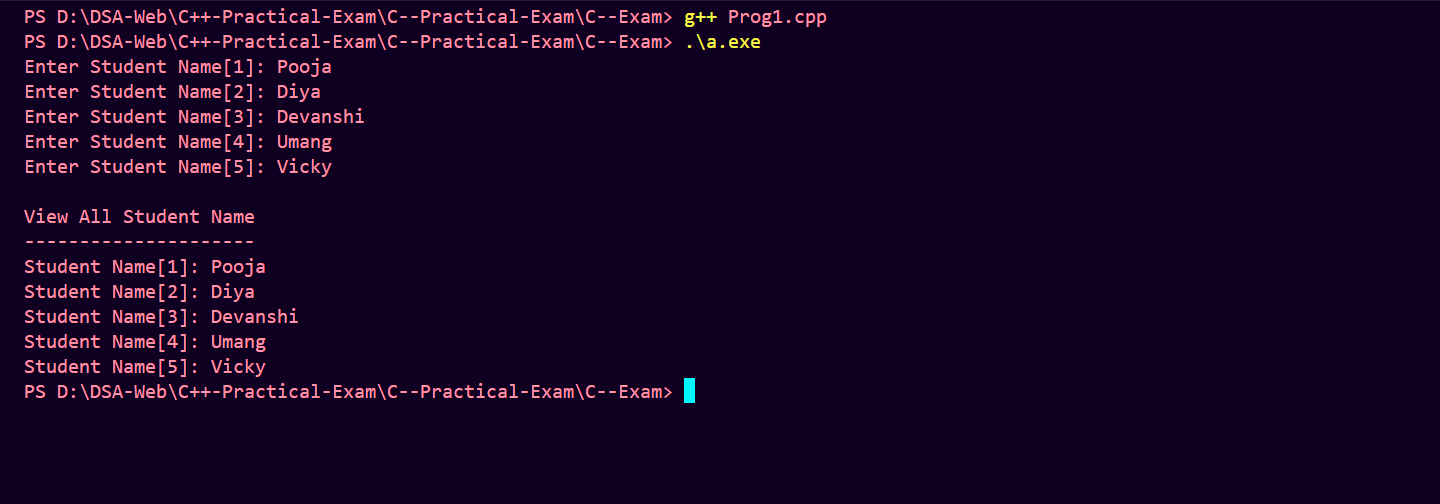 PS D:\DSA-Web\C++-Practical-Exam\C--Practical-Exam\C--Exam> g++ Prog1.cpp
PS D:\DSA-Web\C++-Practical-Exam\C--Practical-Exam\C--Exam> .\a.exe
Enter Student Name[1]: Pooja
Enter Student Name[2]: Diya
Enter Student Name[3]: Devanshi
Enter Student Name[4]: Umang
Enter Student Name[5]: Vicky
View All Student Name
---------------------
Student Name[1]: Pooja
Student Name[2]: Diya
Student Name[3]: Devanshi
Student Name[4]: Umang
Student Name[5]: Vicky
PS D:\DSA-Web\C++-Practical-Exam\C--Practical-Exam\C--Exam>